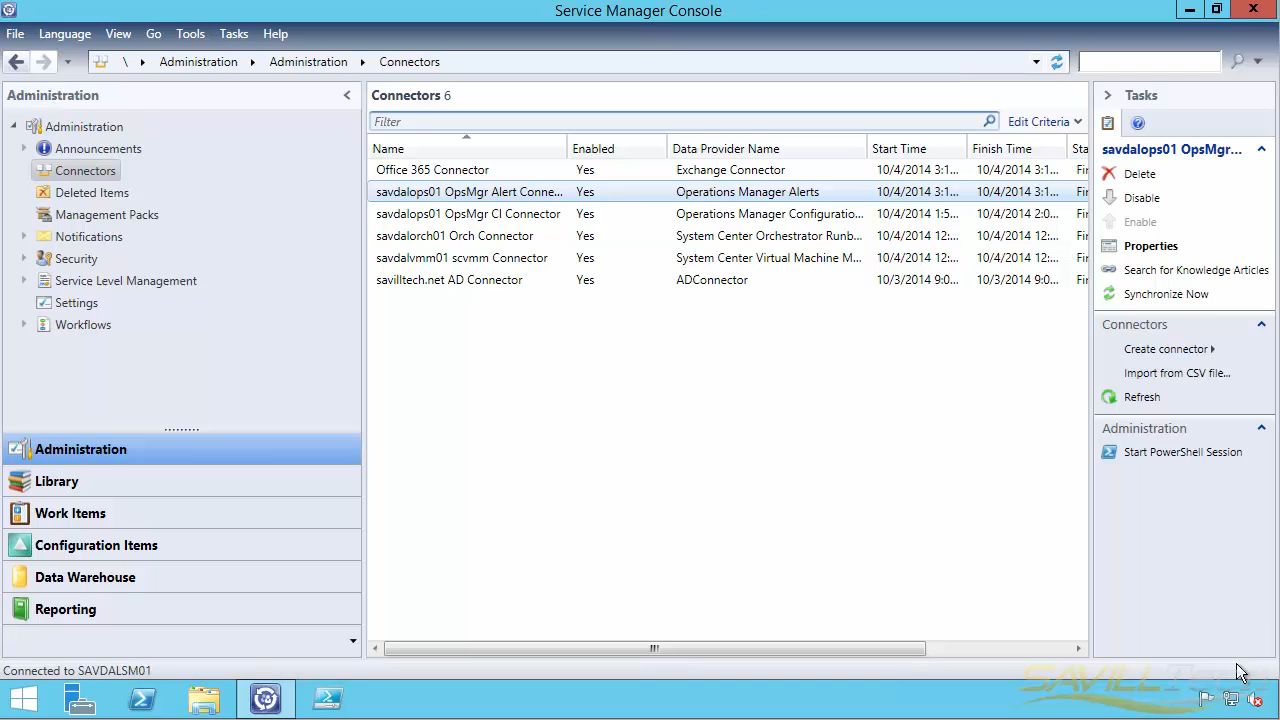 Service Manager Console
File Language View Go Tools Tasks Help
\ Administration Administration Connectors
Administration
Administration
Announcements
Connectors
Deleted Items
Management Packs
Notifications
Security
Service Level Management
Settings
Workflows
Administration
Library
Work Items
Configuration Items
Data Warehouse
Reporting
Connectors 6
Filter
Edit Criteria
Name Enabled Data Provider Name Start Time Finish Time Sta
Office 365 Connector Yes Exchange Connector 10/4/2014 3:1... 10/4/2014 3:1... Fir
savdalops01 OpsMgr Alert Conne... Yes Operations Manager Alerts 10/4/2014 3:1... 10/4/2014 3:1... Fir
savdalops01 OpsMgr CI Connector Yes Operations Manager Configuratio... 10/4/2014 1:5... 10/4/2014 2:0... Fir
savdalorch01 Orch Connector Yes System Center Orchestrator Runb... 10/4/2014 12:... 10/4/2014 12:... Fir
savdalvmm01 scvmm Connector Yes System Center Virtual Machine M... 10/4/2014 12:... 10/4/2014 12:... Fir
savilltech.net AD Connector Yes ADConnector 10/3/2014 9:0... 10/3/2014 9:0... Fir
Tasks
savdalops01 OpsMgr...
Delete
Disable
Enable
Properties
Search for Knowledge Articles
Synchronize Now
Connectors
Create connector
Import from CSV file...
Refresh
Administration
Start PowerShell Session
Connected to SAVDALSM01
SAVILLTech